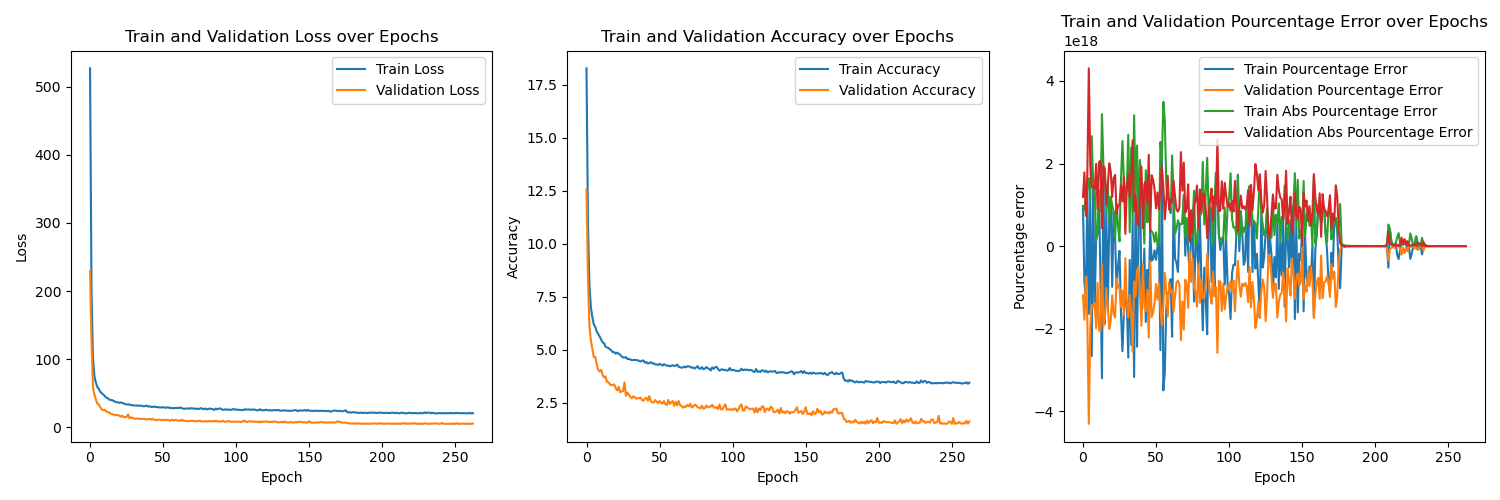 Train and Validation Loss over Epochs
Train Loss
Validation Loss
500
400
300
200
100
0
Loss
0
50
100
150
200
250
Epoch
Train and Validation Accuracy over Epochs
Train Accuracy
Validation Accuracy
17.5
15.0
12.5
10.0
7.5
5.0
2.5
Accuracy
0
50
100
150
200
250
Epoch
Train and Validation Pourcentage Error over Epochs
1e18
Train Pourcentage Error
Validation Pourcentage Error
Train Abs Pourcentage Error
Validation Abs Pourcentage Error
4
2
0
−2
−4
Pourcentage error
0
50
100
150
200
250
Epoch